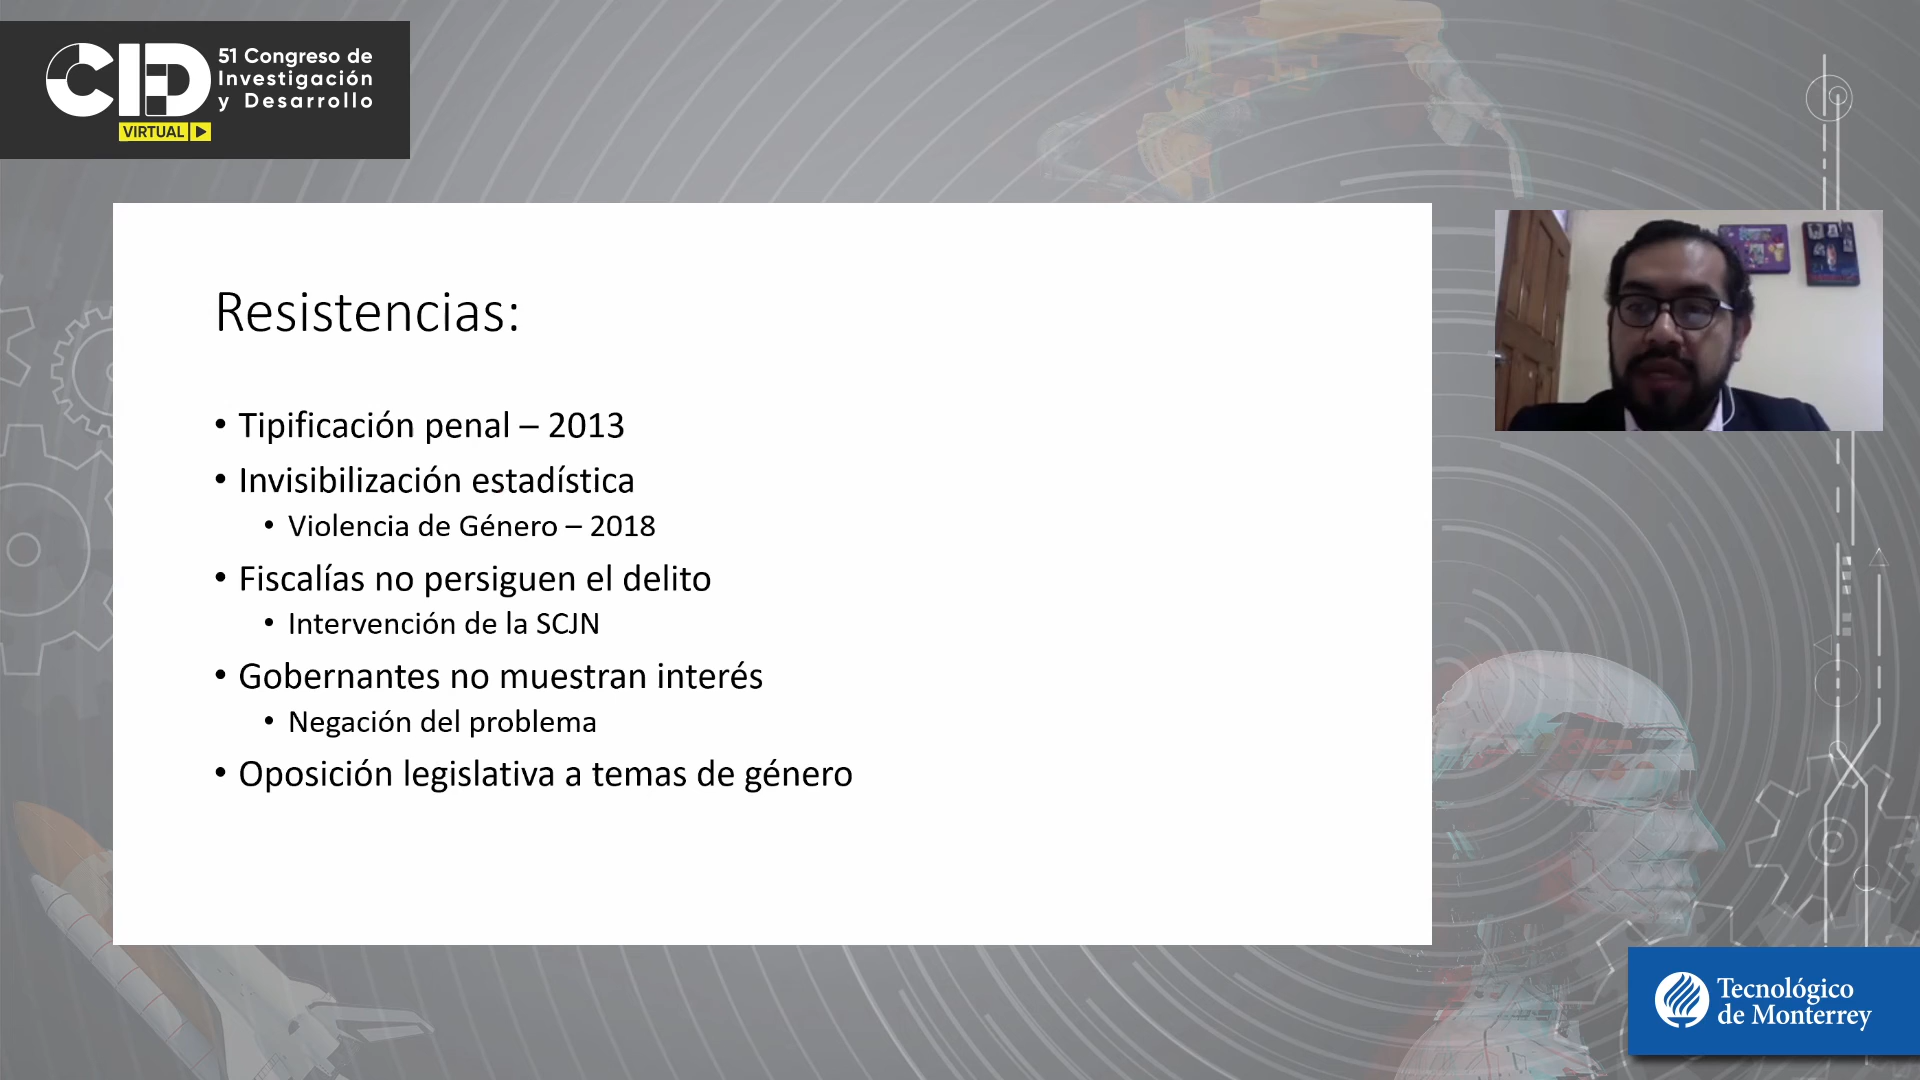 CID
51 Congreso de
Investigación
y Desarrollo
VIRTUAL
Resistencias:
• Tipificación penal – 2013
• Invisibilización estadística
• Violencia de Género – 2018
• Fiscalías no persiguen el delito
• Intervención de la SCJN
• Gobernantes no muestran interés
• Negación del problema
• Oposición legislativa a temas de género
Tecnológico
de Monterrey